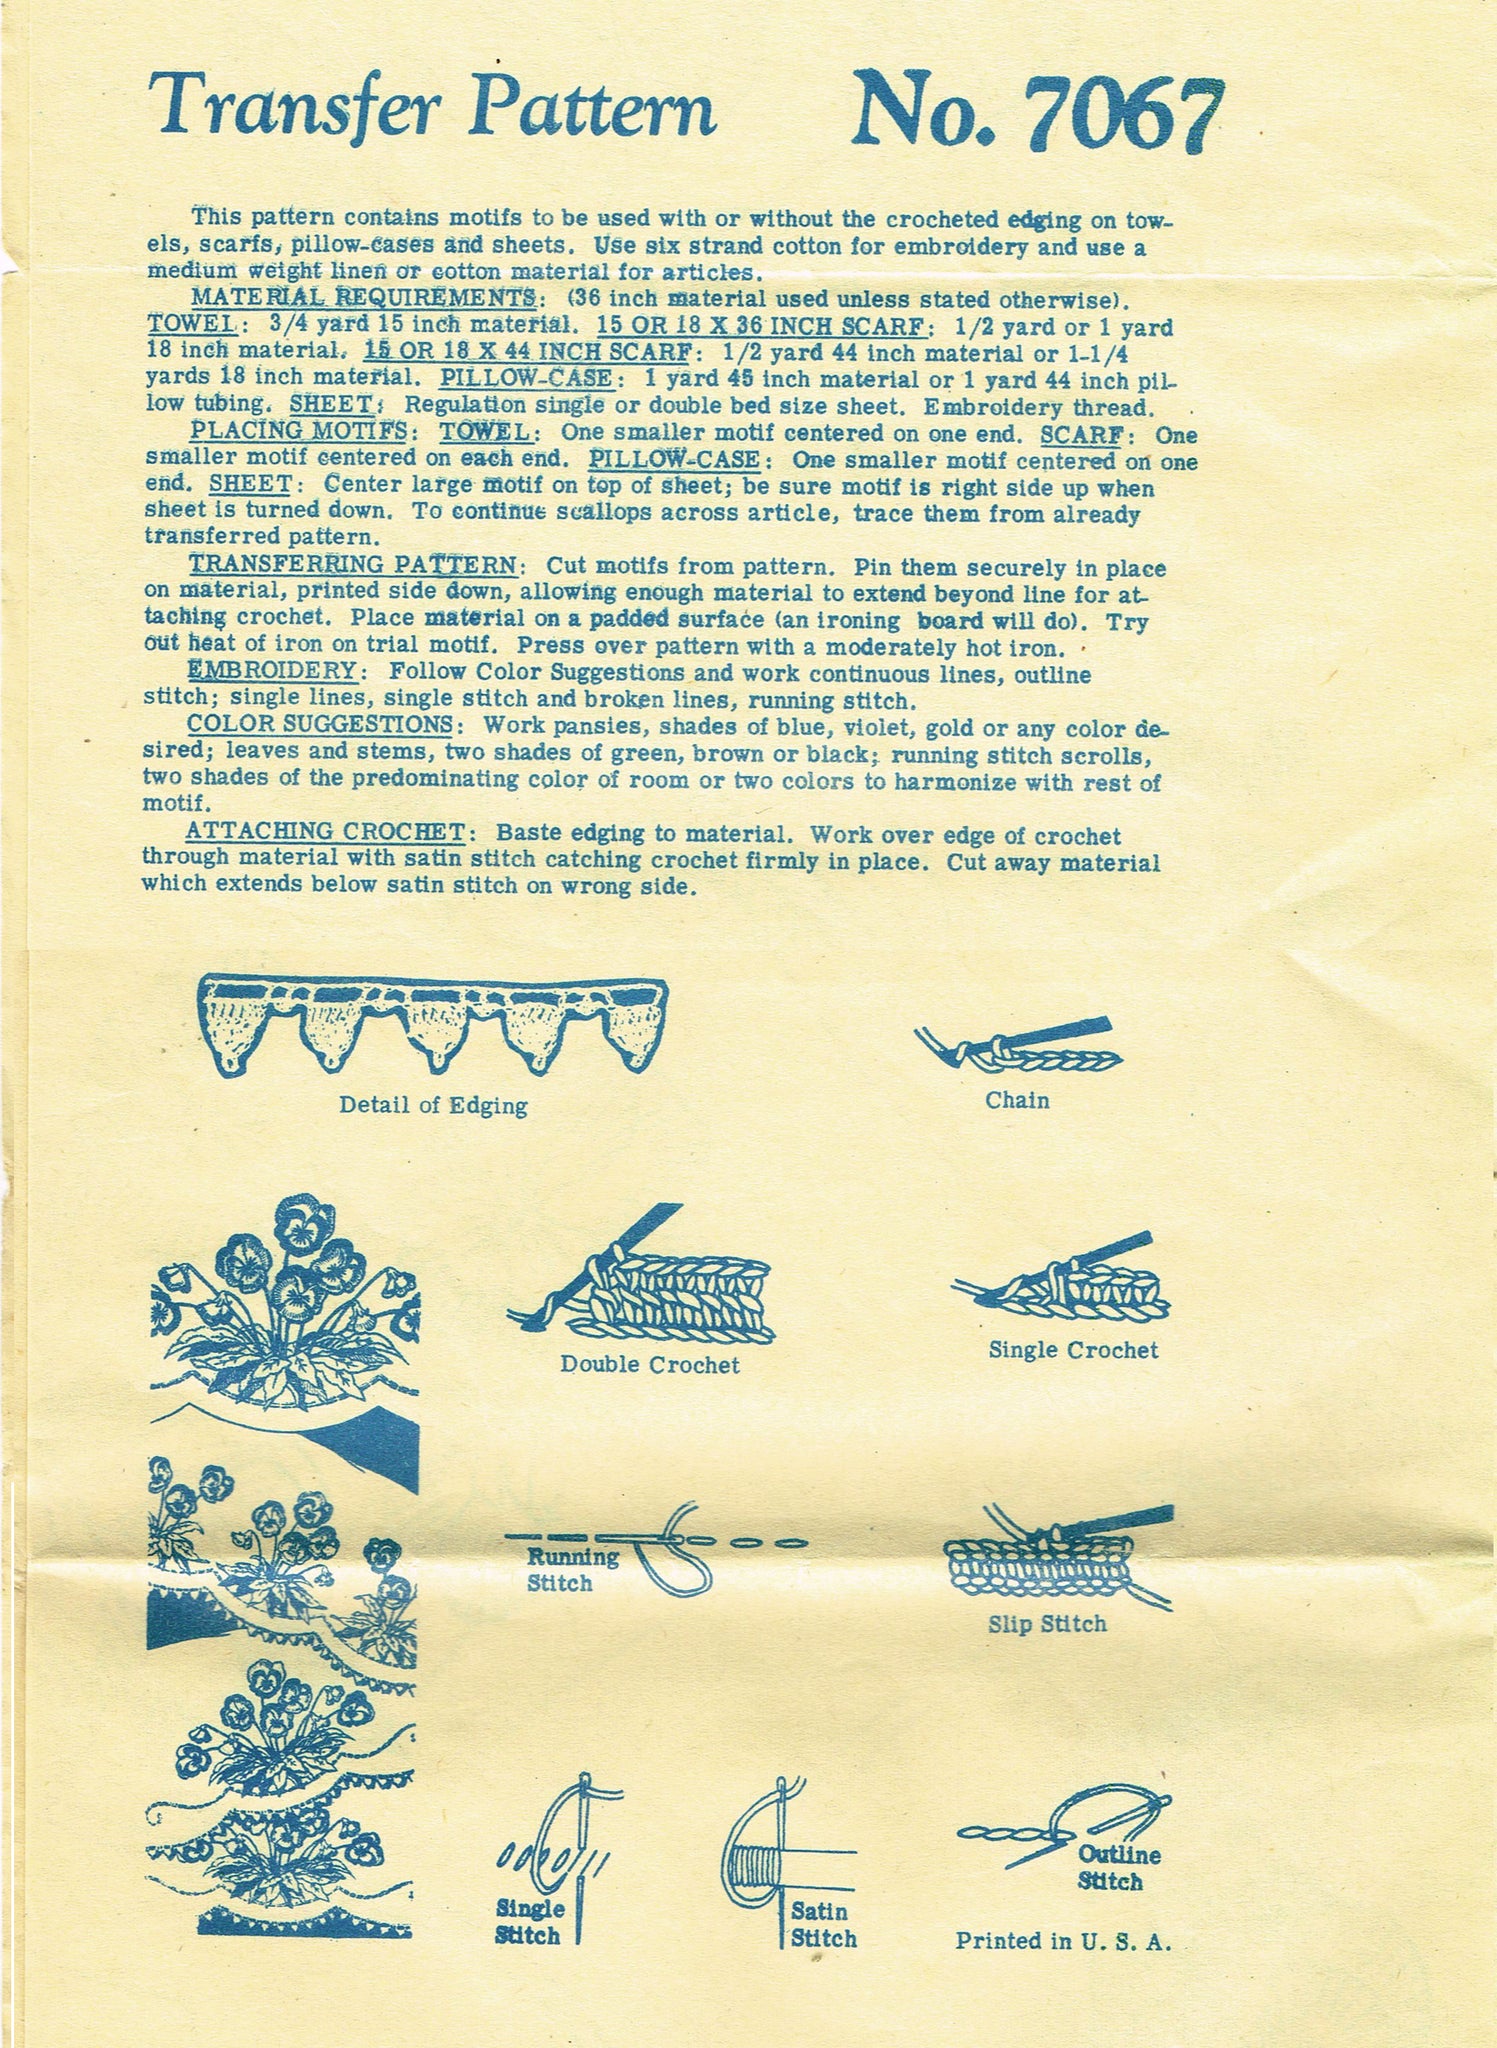 Transfer Pattern No. 7067
This pattern contains motifs to be used with or without the crocheted edging on tow-
els, scarfs, pillow-cases and sheets. Use six strand cotton for embroidery and use a
medium weight linen or cotton material for articles.
MATERIAL REQUIREMENTS: (36 inch material used unless stated otherwise).
TOWEL: 3/4 yard 15 inch material. 15 OR 18 X 36 INCH SCARF: 1/2 yard or 1 yard
18 inch material. 15 OR 18 X 44 INCH SCARF: 1/2 yard 44 inch material or 1-1/4
yards 18 inch material. PILLOW-CASE: 1 yard 45 inch material or 1 yard 44 inch pil-
low tubing. SHEET: Regulation single or double bed size sheet. Embroidery thread.
PLACING MOTIFS: TOWEL: One smaller motif centered on one end. SCARF: One
smaller motif centered on each end. PILLOW-CASE: One smaller motif centered on one
end. SHEET: Center large motif on top of sheet; be sure motif is right side up when
sheet is turned down. To continue scallops across article, trace them from already
transferred pattern.
TRANSFERRING PATTERN: Cut motifs from pattern. Pin them securely in place
on material, printed side down, allowing enough material to extend beyond line for at-
taching crochet. Place material on a padded surface (an ironing board will do). Try
out heat of iron on trial motif. Press over pattern with a moderately hot iron.
EMBROIDERY: Follow Color Suggestions and work continuous lines, outline
stitch; single lines, single stitch and broken lines, running stitch.
COLOR SUGGESTIONS: Work pansies, shades of blue, violet, gold or any color de-
sired; leaves and stems, two shades of green, brown or black; running stitch scrolls,
two shades of the predominating color of room or two colors to harmonize with rest of
motif.
ATTACHING CROCHET: Baste edging to material. Work over edge of crochet
through material with satin stitch catching crochet firmly in place. Cut away material
which extends below satin stitch on wrong side.
Detail of Edging
Chain
Double Crochet
Single Crochet
Running
Stitch
Slip Stitch
Single
Stitch
Satin
Stitch
Outline
Stitch
Printed in U. S. A.